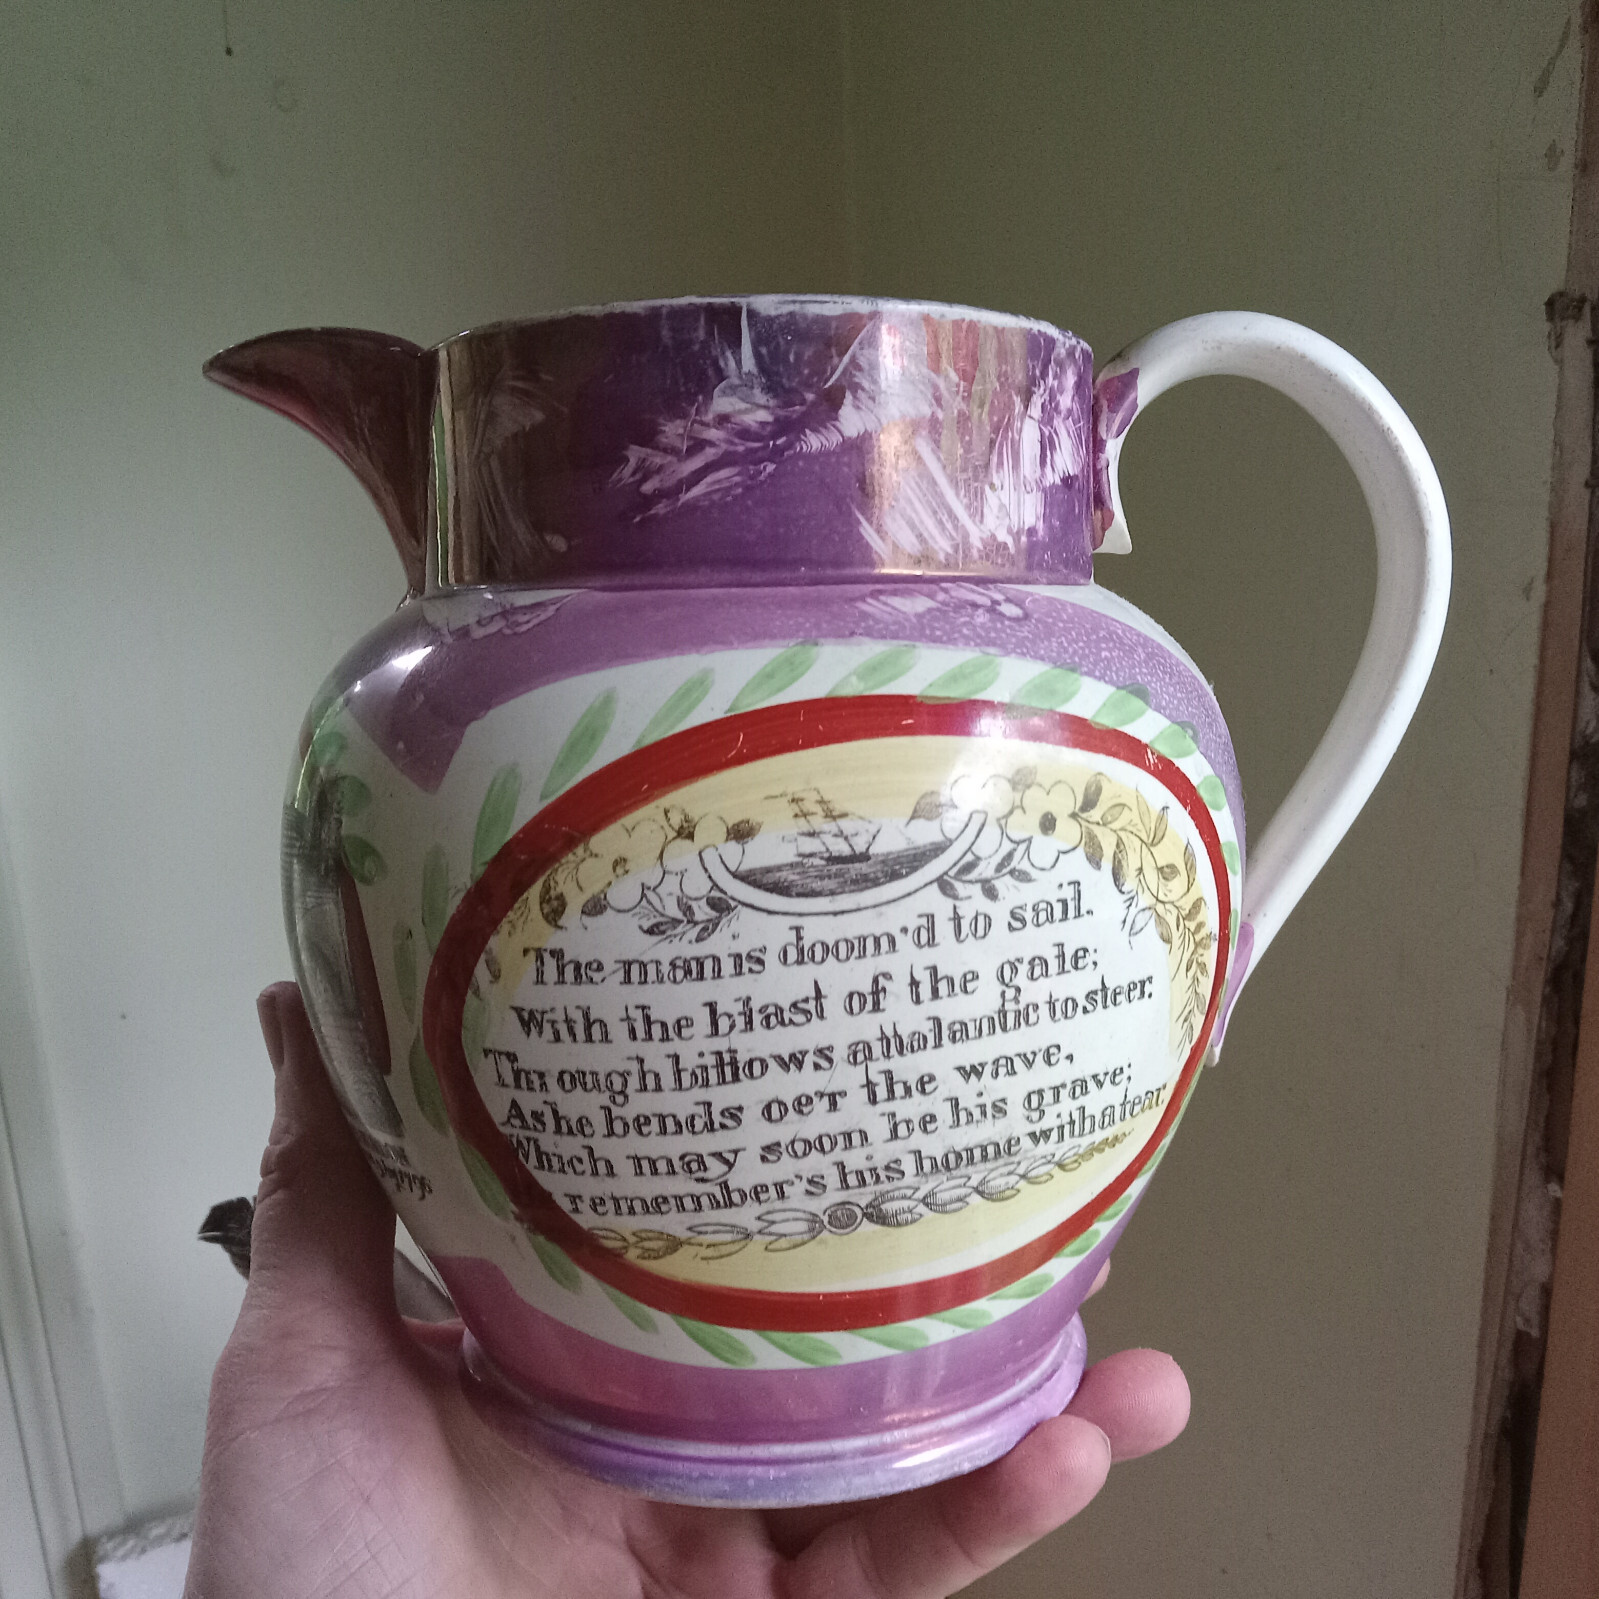 The man is doom'd to sail.
With the blast of the gale;
Through billows attalantic to steer.
As he bends oer the wave,
Which may soon be his grave;
remember's his home with a tear.
1796